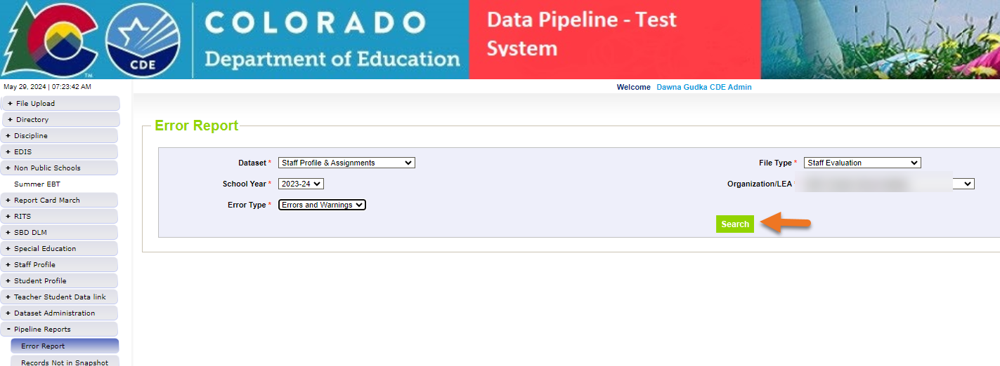 COLORADO
Department of Education
CDE
TM
Data Pipeline - Test
System
May 29, 2024 | 07:23:42 AM
Welcome Dawna Gudka CDE Admin
+ File Upload
+ Directory
+ Discipline
+ EDIS
+ Non Public Schools
Summer EBT
+ Report Card March
+ RITS
+ SBD DLM
+ Special Education
+ Staff Profile
+ Student Profile
+ Teacher Student Data link
+ Dataset Administration
- Pipeline Reports
Error Report
Records Not in Snapshot
Error Report
Dataset * Staff Profile & Assignments
File Type * Staff Evaluation
School Year * 2023-24
Organization/LEA
Error Type * Errors and Warnings
Search